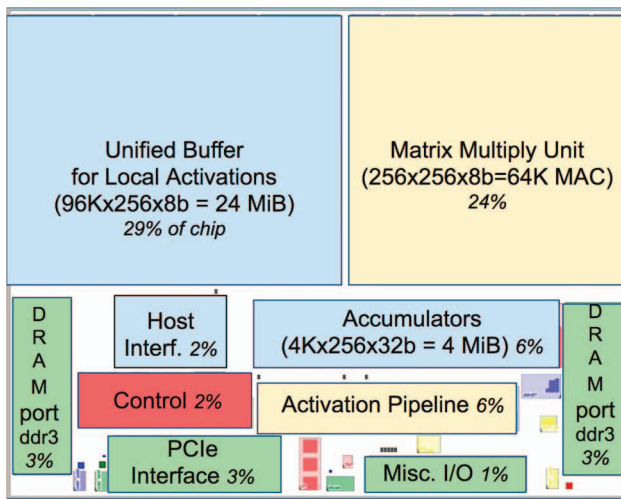 Unified Buffer
for Local Activations
(96Kx256x8b = 24 MiB)
29% of chip
Matrix Multiply Unit
(256x256x8b=64K MAC)
24%
D
R
A
M
port
ddr3
3%
Host
Interf. 2%
Accumulators
(4Kx256x32b = 4 MiB) 6%
D
R
A
M
port
ddr3
3%
Control 2%
Activation Pipeline 6%
PCIe
Interface 3%
Misc. I/O 1%